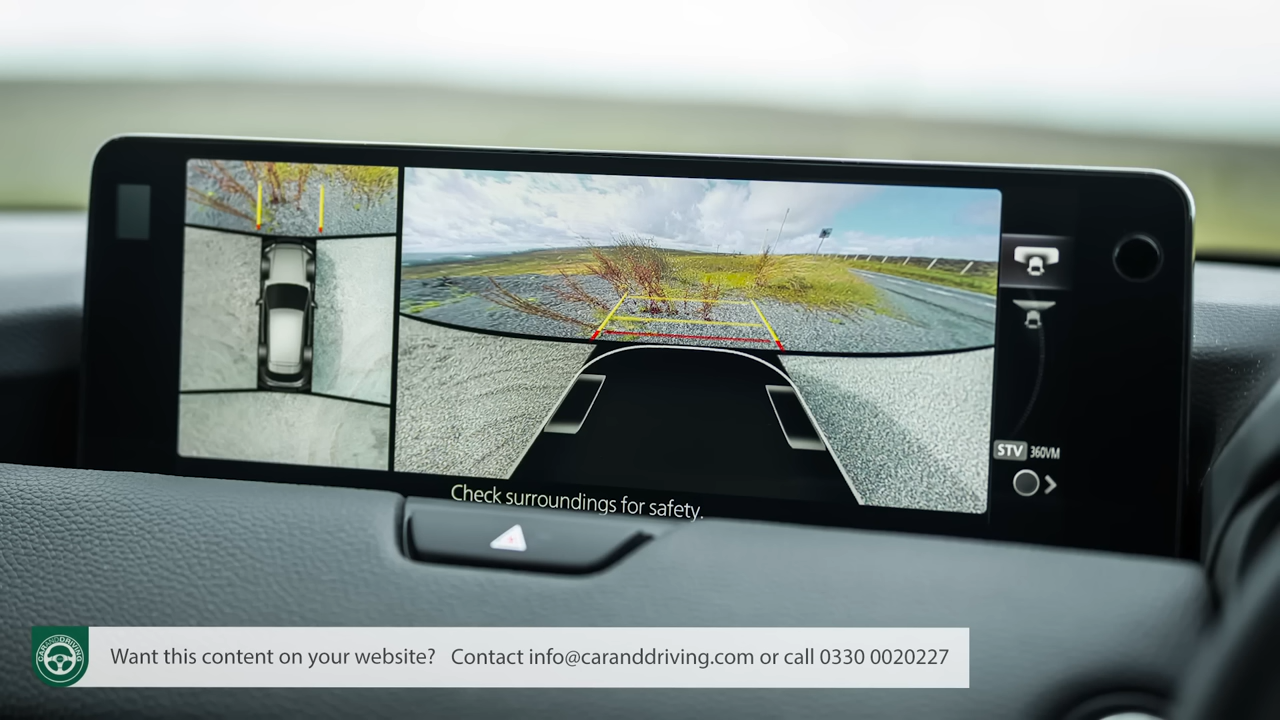 STV 360VM
Check surroundings for safety.
CARANDDRIVING
Want this content on your website? Contact info@caranddriving.com or call 0330 0020227